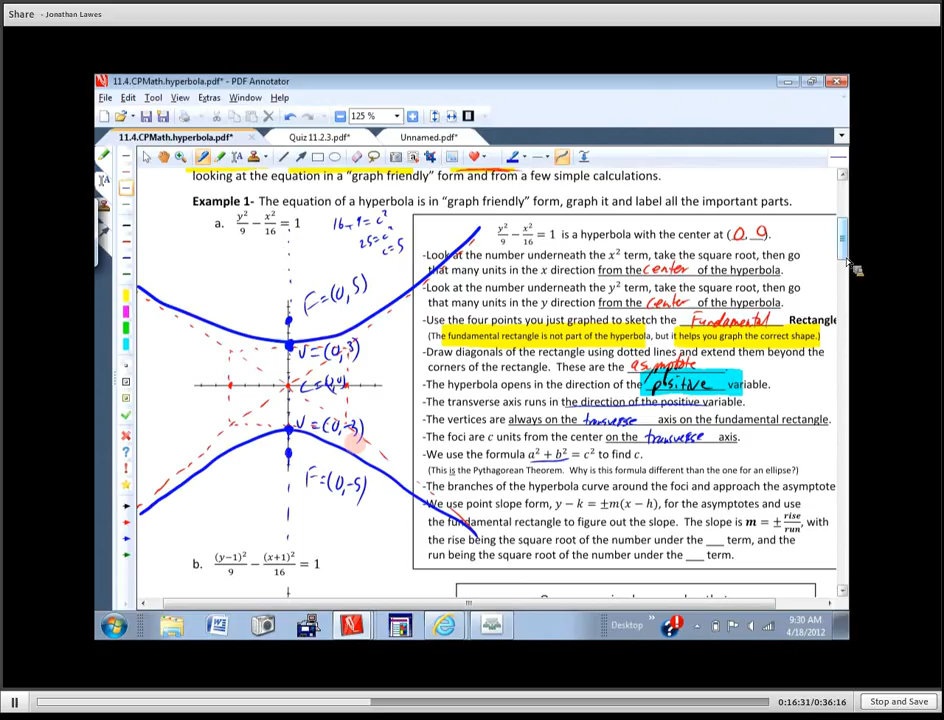 Share - Jonathan Lawes
11.4.CPMath.hyperbola.pdf* - PDF Annotator
File Edit Tool View Extras Window Help
125 %
11.4.CPMath.hyperbola.pdf* Quiz 11.2.3.pdf* Unnamed.pdf*
looking at the equation in a "graph friendly" form and from a few simple calculations.
Example 1- The equation of a hyperbola is in "graph friendly" form, graph it and label all the important parts.
a. y²/9 − x²/16 = 1
16+9=c²
25=c²
c=5
F=(0,5)
V=(0,3)
V=(0,-3)
F=(0,-5)
y²/9 − x²/16 = 1 is a hyperbola with the center at (0, 0).
-Look at the number underneath the x² term, take the square root, then go
that many units in the x direction from the center of the hyperbola.
-Look at the number underneath the y² term, take the square root, then go
that many units in the y direction from the center of the hyperbola.
-Use the four points you just graphed to sketch the Fundamental Rectangle
(The fundamental rectangle is not part of the hyperbola, but it helps you graph the correct shape.)
-Draw diagonals of the rectangle using dotted lines and extend them beyond the
corners of the rectangle. These are the asymptote
-The hyperbola opens in the direction of the positive variable.
-The transverse axis runs in the direction of the positive variable.
-The vertices are always on the transverse axis on the fundamental rectangle.
-The foci are c units from the center on the transverse axis.
-We use the formula a² + b² = c² to find c.
(This is the Pythagorean Theorem. Why is this formula different than the one for an ellipse?)
-The branches of the hyperbola curve around the foci and approach the asymptote
-We use point slope form, y − k = ±m(x − h), for the asymptotes and use
the fundamental rectangle to figure out the slope. The slope is m = ± rise/run, with
the rise being the square root of the number under the ___ term, and the
run being the square root of the number under the ___ term.
b. (y−1)²/9 − (x+1)²/16 = 1
Desktop
9:30 AM
4/18/2012
0:16:31/0:36:16
Stop and Save